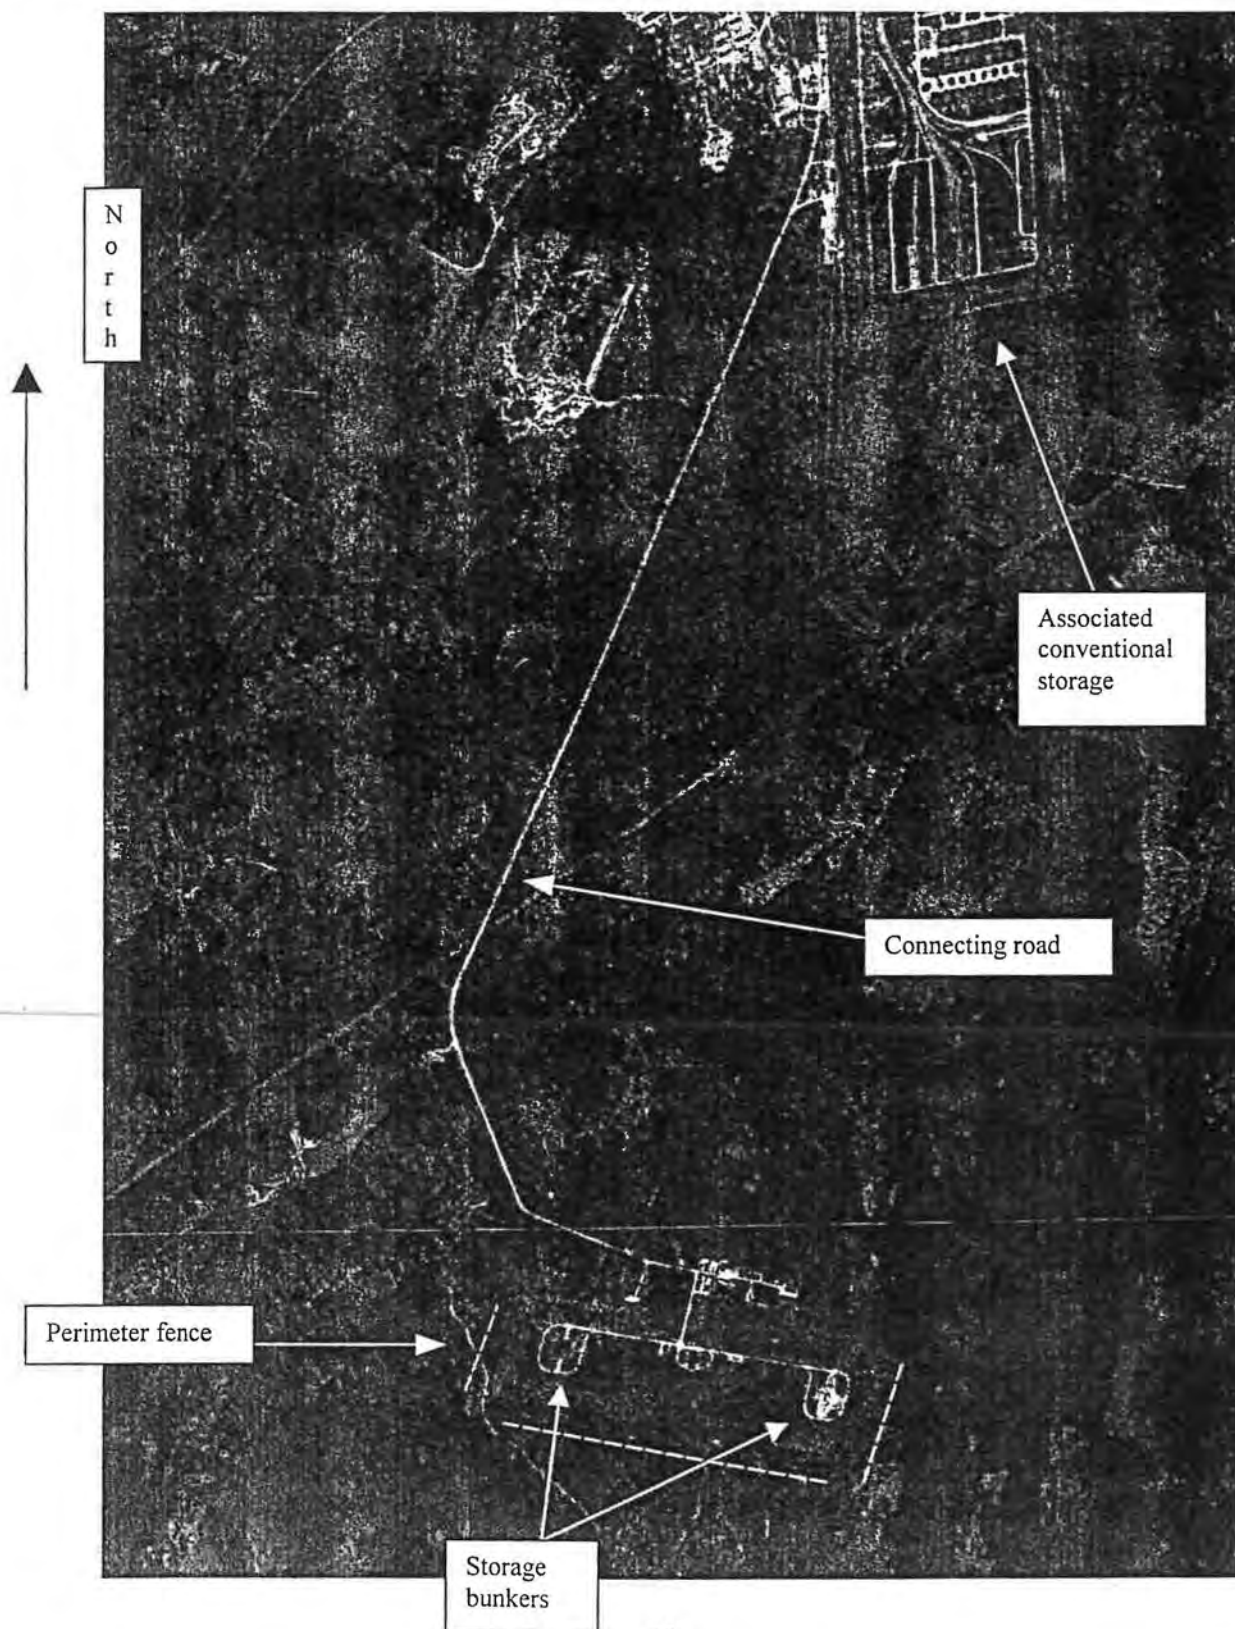 N
o
r
t
h
Associated
conventional
storage
Connecting road
Perimeter fence
Storage
bunkers